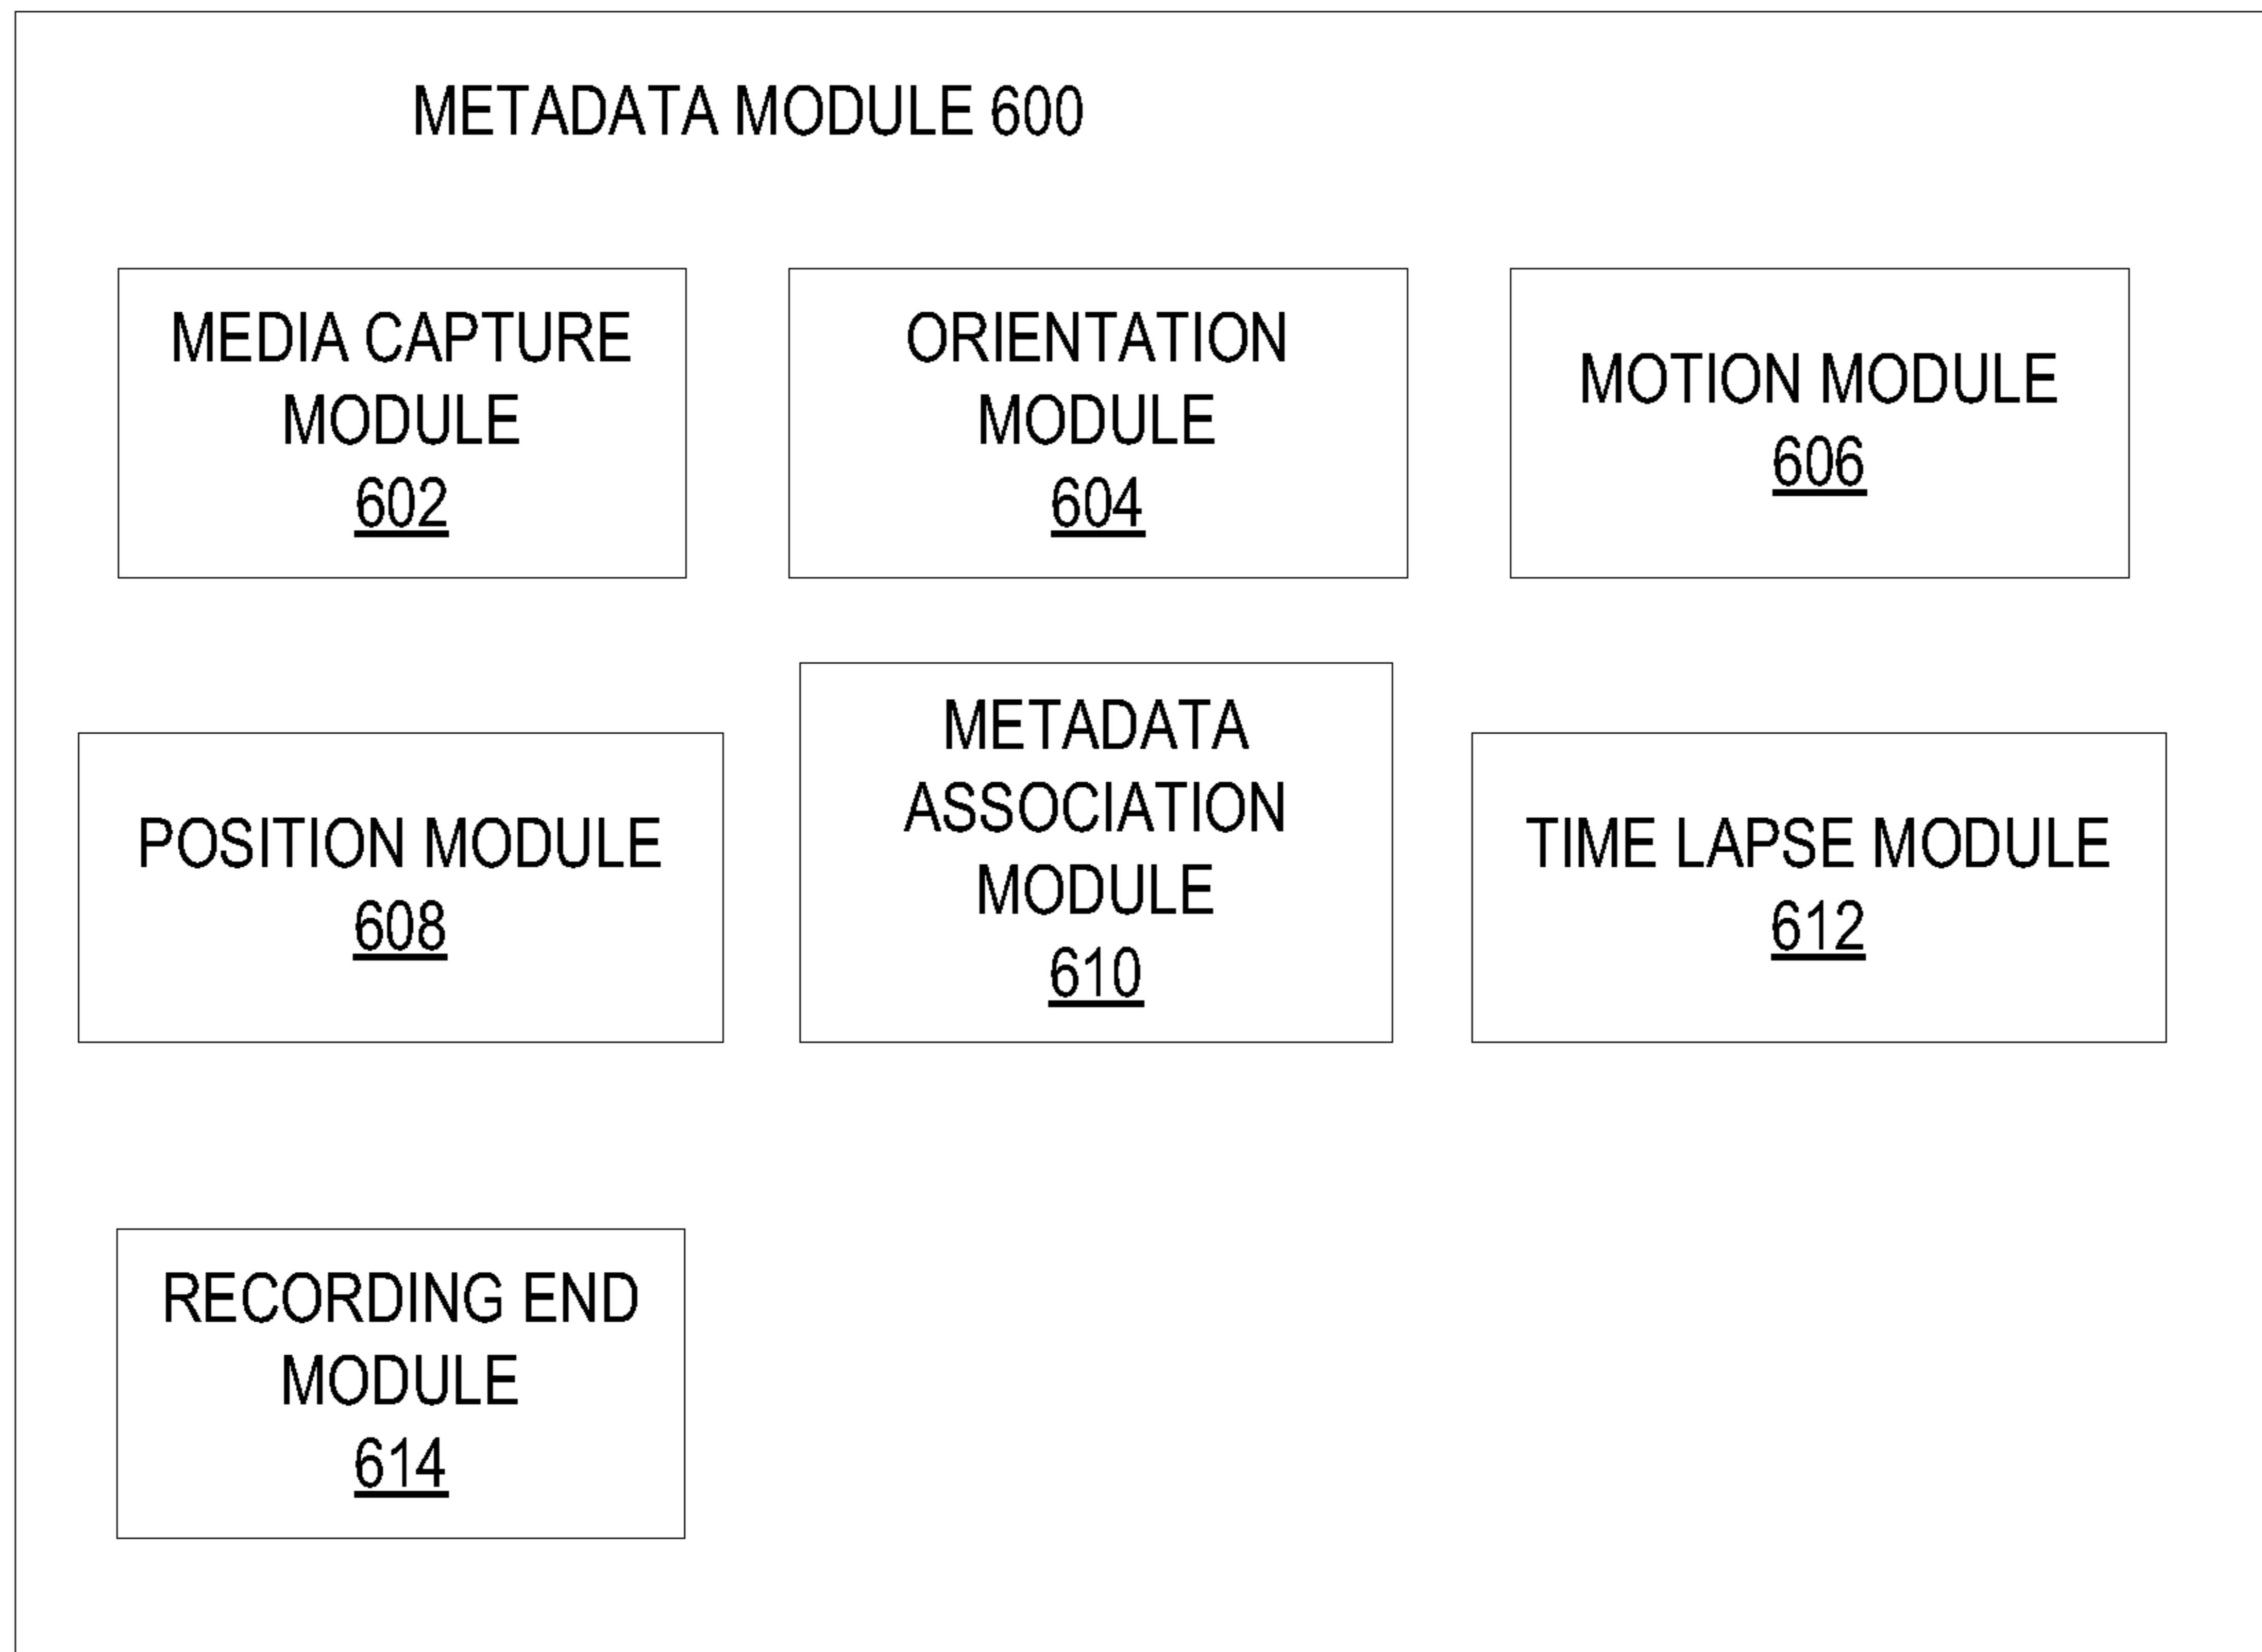 METADATA MODULE 600
MEDIA CAPTURE
MODULE
602
ORIENTATION
MODULE
604
MOTION MODULE
606
POSITION MODULE
608
METADATA
ASSOCIATION
MODULE
610
TIME LAPSE MODULE
612
RECORDING END
MODULE
614